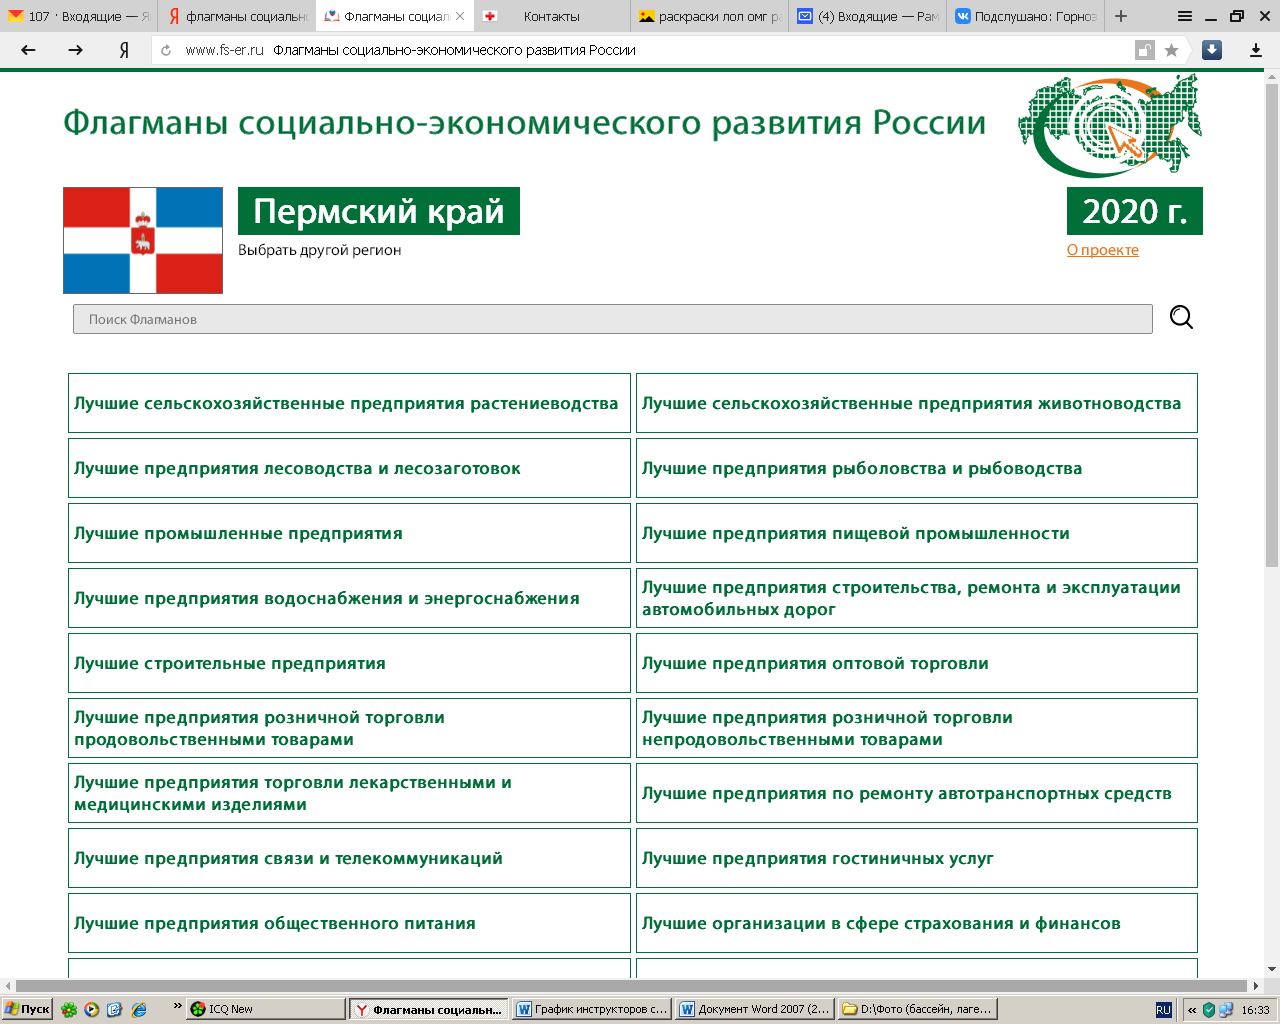 107 · Входящие — Я
флагманы социальн
Флагманы социал
Контакты
раскраски лол омг р
(4) Входящие — Рам
Подслушано: Горноз
www.fs-er.ru Флагманы социально-экономического развития России
Флагманы социально-экономического развития России
Пермский край
2020 г.
Выбрать другой регион
О проекте
Поиск Флагманов
Лучшие сельскохозяйственные предприятия растениеводства
Лучшие сельскохозяйственные предприятия животноводства
Лучшие предприятия лесоводства и лесозаготовок
Лучшие предприятия рыболовства и рыбоводства
Лучшие промышленные предприятия
Лучшие предприятия пищевой промышленности
Лучшие предприятия водоснабжения и энергоснабжения
Лучшие предприятия строительства, ремонта и эксплуатации
автомобильных дорог
Лучшие строительные предприятия
Лучшие предприятия оптовой торговли
Лучшие предприятия розничной торговли
продовольственными товарами
Лучшие предприятия розничной торговли
непродовольственными товарами
Лучшие предприятия торговли лекарственными и
медицинскими изделиями
Лучшие предприятия по ремонту автотранспортных средств
Лучшие предприятия связи и телекоммуникаций
Лучшие предприятия гостиничных услуг
Лучшие предприятия общественного питания
Лучшие организации в сфере страхования и финансов
Пуск
ICQ New
Флагманы социальн...
График инструкторов с...
Документ Word 2007 (2...
D:\Фото (бассейн, лаге...
RU
16:33